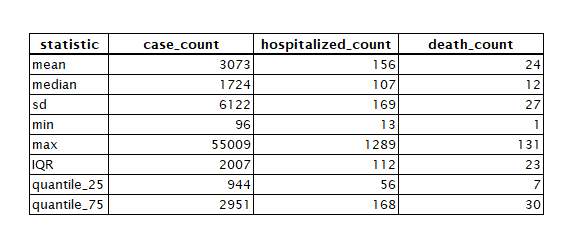 statistic case_count hospitalized_count death_count
mean 3073 156 24
median 1724 107 12
sd 6122 169 27
min 96 13 1
max 55009 1289 131
IQR 2007 112 23
quantile_25 944 56 7
quantile_75 2951 168 30